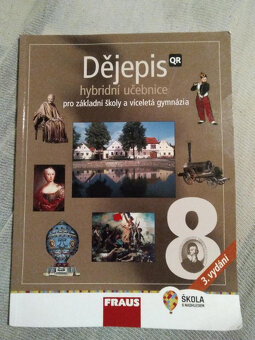 Dějepis QR
hybridní učebnice
pro základní školy a víceletá gymnázia
8
3. vydání
FRAUS
ŠKOLA
S NADHLEDEM